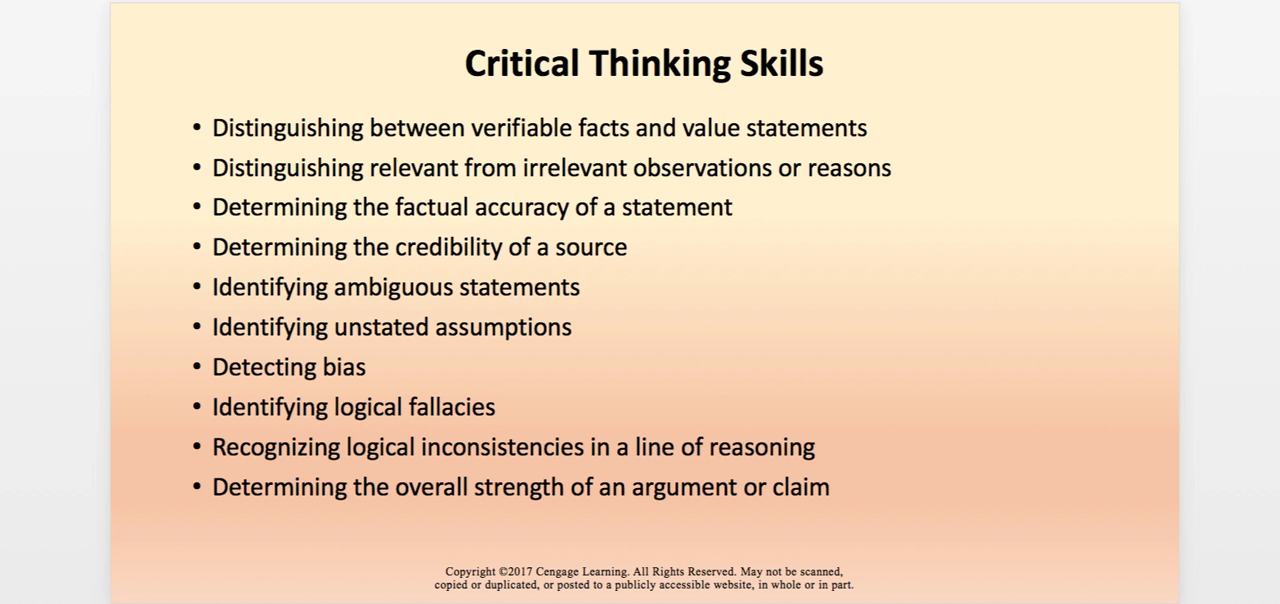 Critical Thinking Skills
• Distinguishing between verifiable facts and value statements
• Distinguishing relevant from irrelevant observations or reasons
• Determining the factual accuracy of a statement
• Determining the credibility of a source
• Identifying ambiguous statements
• Identifying unstated assumptions
• Detecting bias
• Identifying logical fallacies
• Recognizing logical inconsistencies in a line of reasoning
• Determining the overall strength of an argument or claim
Copyright ©2017 Cengage Learning. All Rights Reserved. May not be scanned,
copied or duplicated, or posted to a publicly accessible website, in whole or in part.